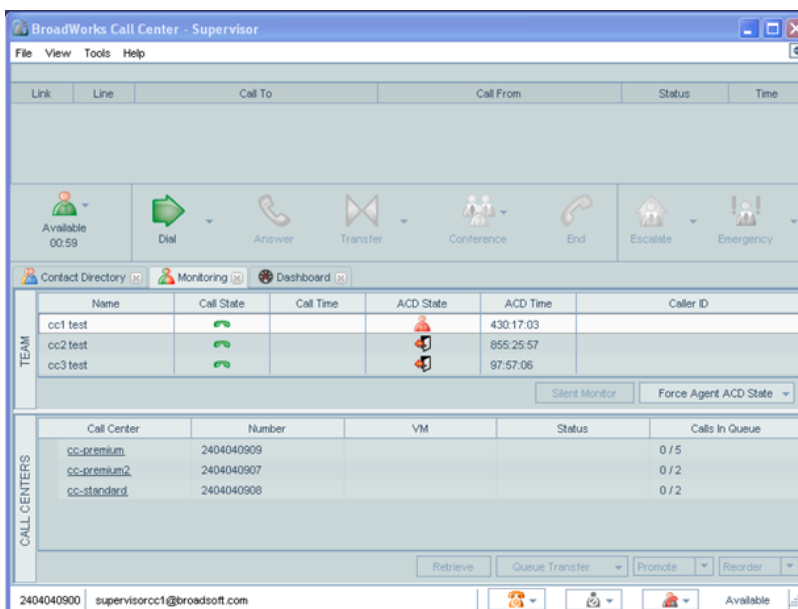 BroadWorks Call Center - Supervisor
File View Tools Help
Link Line Call To Call From Status Time
Available
00:59
Dial Answer Transfer Conference End Escalate Emergency
Contact Directory Monitoring Dashboard
TEAM
Name Call State Call Time ACD State ACD Time Caller ID
cc1 test 430:17:03
cc2 test 855:25:57
cc3 test 97:57:06
Silent Monitor Force Agent ACD State
CALL CENTERS
Call Center Number VM Status Calls In Queue
cc-premium 2404040909 0 / 5
cc-premium2 2404040907 0 / 2
cc-standard 2404040908 0 / 2
Retrieve Queue Transfer Promote Reorder
2404040900 supervisorcc1@broadsoft.com Available